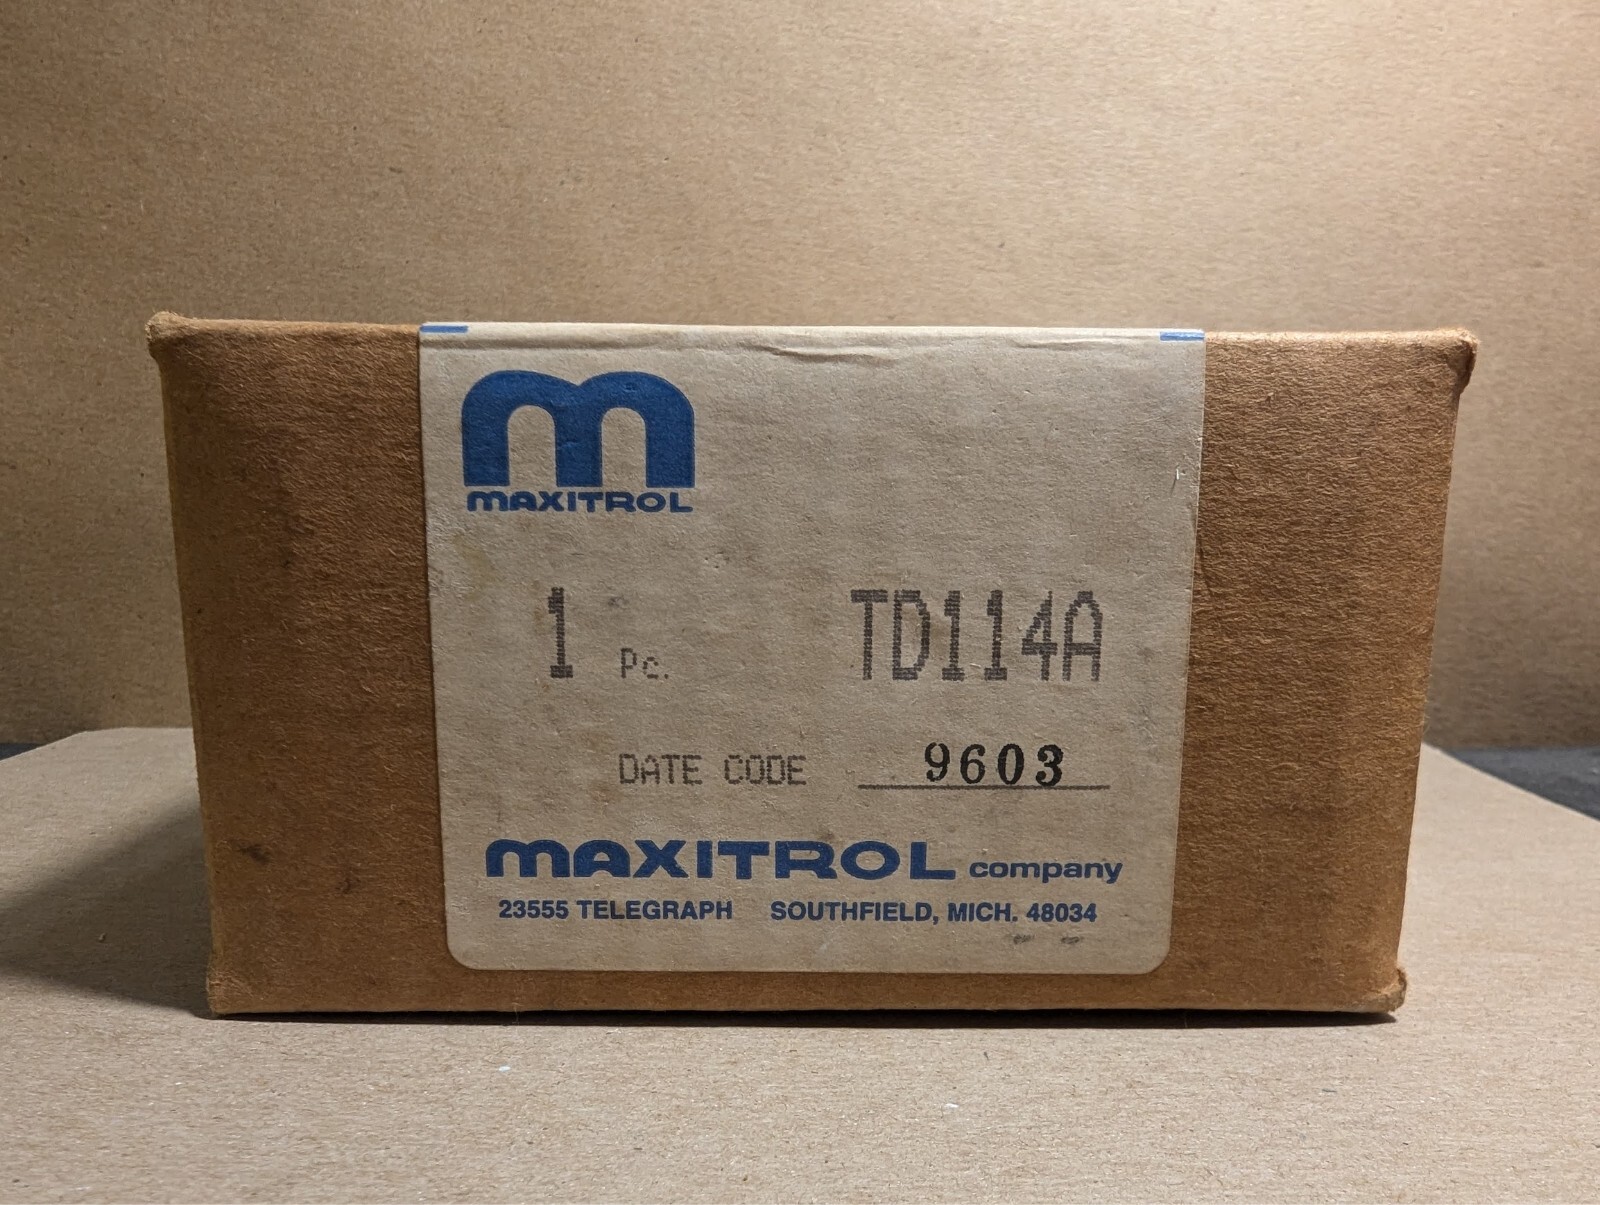 m
MAXITROL
1 Pc. TD114A
DATE CODE 9603
MAXITROL company
23555 TELEGRAPH SOUTHFIELD, MICH. 48034